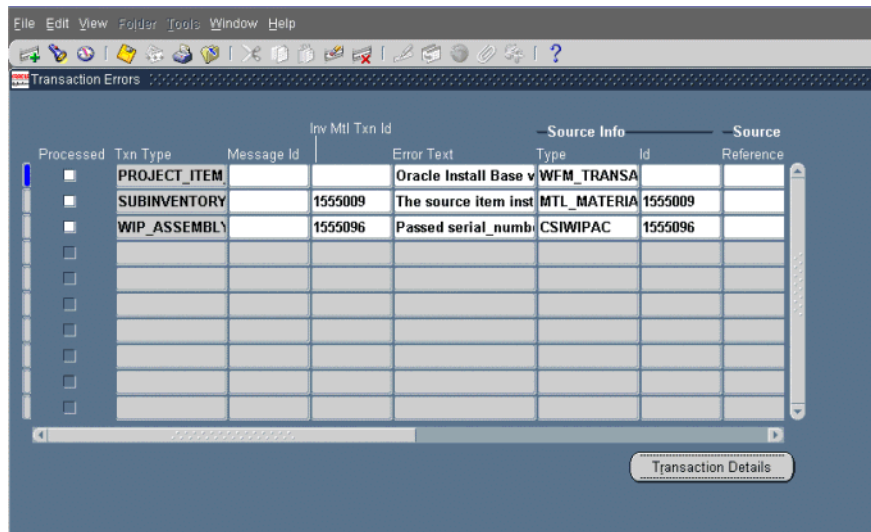 File Edit View Folder Tools Window Help
ORACLE
Transaction Errors
Inv Mtl Txn Id
Source Info
Source
Processed Txn Type Message Id Error Text Type Id Reference
PROJECT_ITEM_ Oracle Install Base v WFM_TRANSA
SUBINVENTORY 1555009 The source item inst MTL_MATERIA 1555009
WIP_ASSEMBLY 1555096 Passed serial_numb CSIWIPAC 1555096
Transaction Details